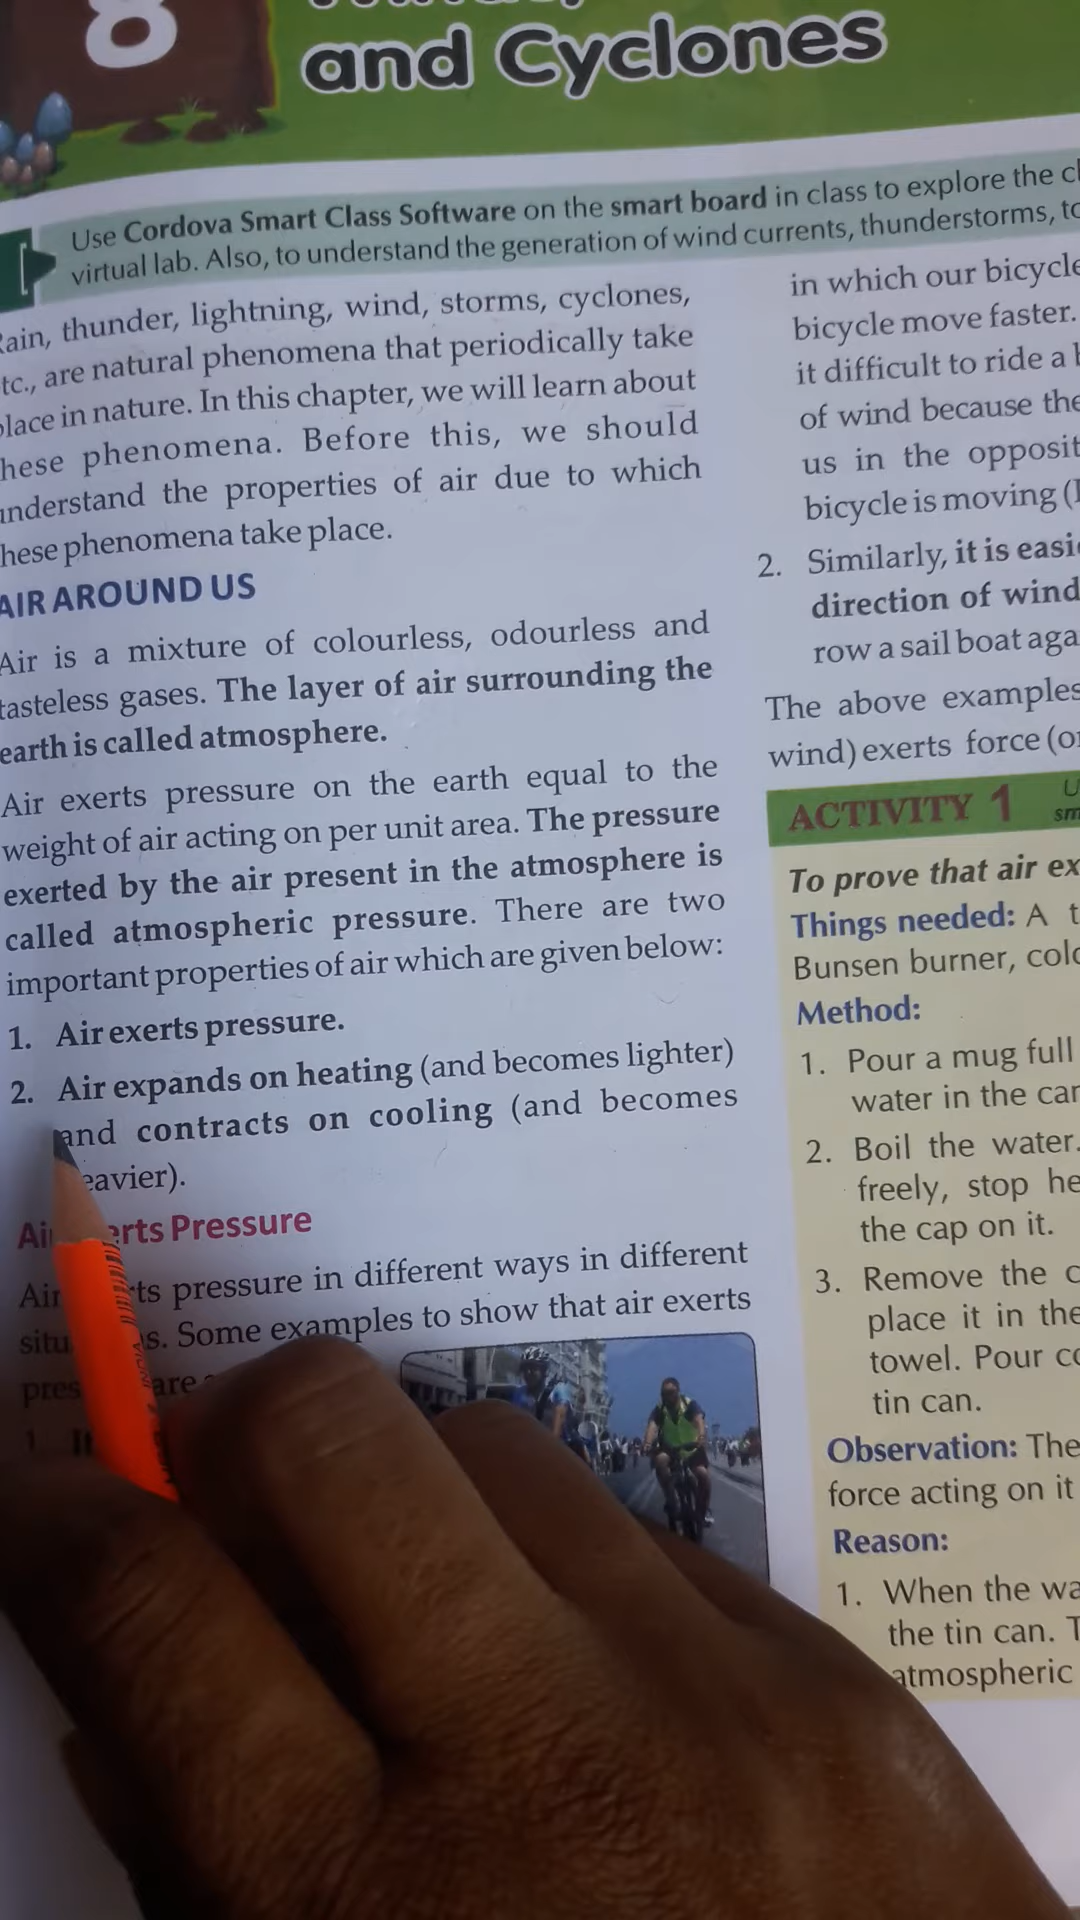 8
and Cyclones
Use Cordova Smart Class Software on the smart board in class to explore the
virtual lab. Also, to understand the generation of wind currents, thunderstorms,
thunder, lightning, wind, storms, cyclones,
are natural phenomena that periodically take
in nature. In this chapter, we will learn about
phenomena. Before this, we should
the properties of air due to which
phenomena take place.
AIR AROUND US
Air is a mixture of colourless, odourless and
tasteless gases. The layer of air surrounding the
earth is called atmosphere.
Air exerts pressure on the earth equal to the
weight of air acting on per unit area. The pressure
exerted by the air present in the atmosphere is
called atmospheric pressure. There are two
important properties of air which are given below:
1. Air exerts pressure.
2. Air expands on heating (and becomes lighter)
and contracts on cooling (and becomes
eavier).
Ai erts Pressure
Air ts pressure in different ways in different
situ s. Some examples to show that air exerts
pres are
1
in which our bicycle
bicycle move faster.
it difficult to ride a
of wind because the
us in the opposit
bicycle is moving
2. Similarly, it is easi
direction of wind
row a sail boat aga
The above examples
wind) exerts force
ACTIVITY 1
sm
To prove that air ex
Things needed: A t
Bunsen burner, col
Method:
1. Pour a mug full
water in the can
2. Boil the water.
freely, stop he
the cap on it.
3. Remove the c
place it in the
towel. Pour co
tin can.
Observation: The
force acting on it
Reason:
1. When the wa
the tin can. T
atmospheric